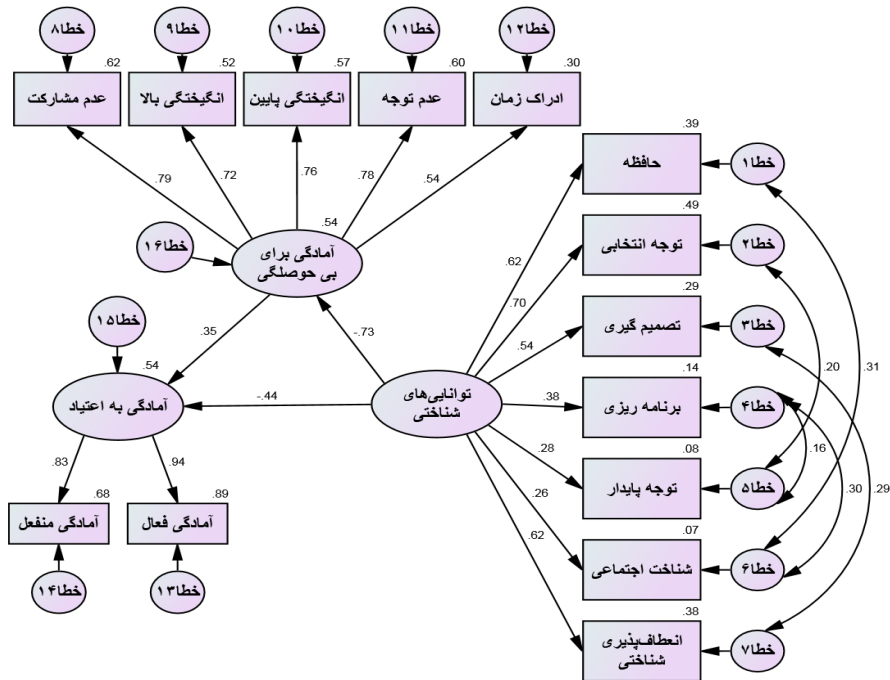 خطا۸
خطا۹
خطا۱۰
خطا۱۱
خطا۱۲
.62
.52
.57
.60
.30
عدم مشارکت
انگیختگی بالا
انگیختگی پایین
عدم توجه
ادراک زمان
.79
.72
.76
.78
.54
.54
آمادگی برای
بی حوصلگی
خطا۱۶
خطا۱۵
.35
-.73
.54
آمادگی به اعتیاد
-.44
توانایی‌های
شناختی
.83
.94
.68
.89
آمادگی منفعل
آمادگی فعال
خطا۱۴
خطا۱۳
.62
.70
.54
.38
.28
.26
.62
.39
حافظه
خطا۱
.49
توجه انتخابی
خطا۲
.29
تصمیم گیری
خطا۳
.14
برنامه ریزی
خطا۴
.08
توجه پایدار
خطا۵
.07
شناخت اجتماعی
خطا۶
.38
انعطاف‌پذیری
شناختی
خطا۷
.20
.31
.16
.30
.29